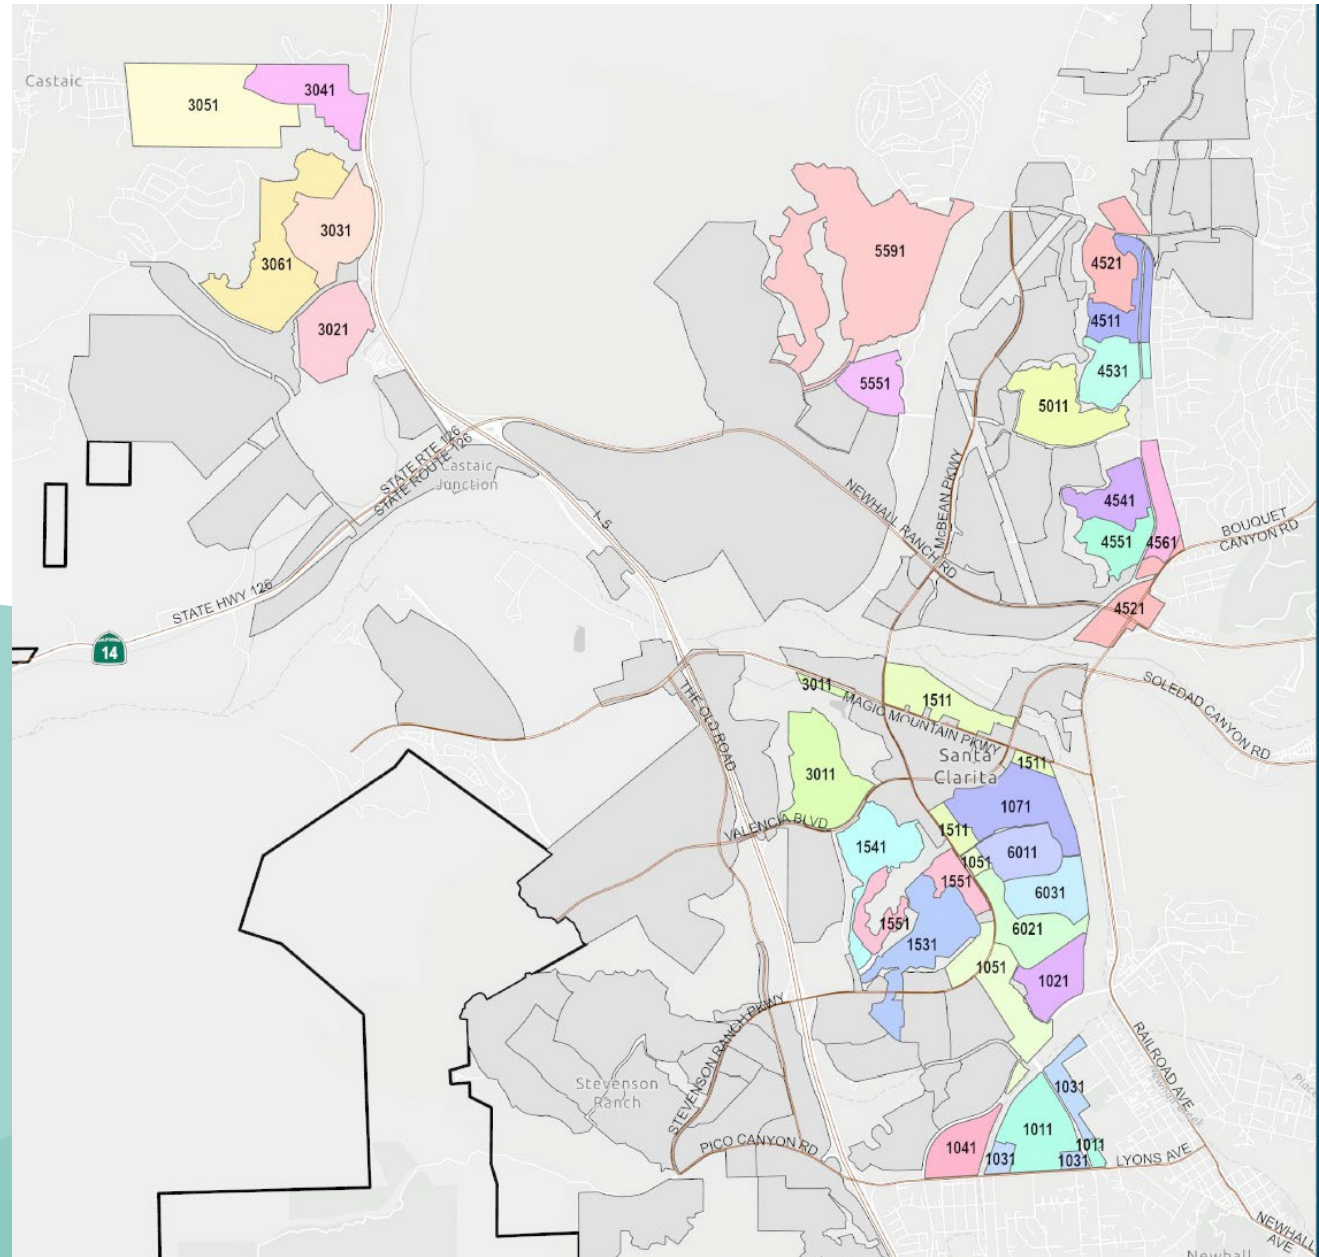 Castaic
3051
3041
3031
3061
3021
5591
5551
4521
4511
4531
5011
STATE RTE 126
STATE ROUTE 126
Castaic
Junction
I-5
NEWHALL RANCH RD
McBEAN PKWY
4541
4551
4561
BOUQUET
CANYON RD
4521
STATE HWY 126
CALIFORNIA
14
THE OLD ROAD
3011
MAGIC MOUNTAIN PKWY
1511
SOLEDAD CANYON RD
Santa
Clarita
1511
3011
VALENCIA BLVD
1071
1511
1541
1051
6011
1551
6031
1551
1531
6021
1051
1021
STEVENSON RANCH PKWY
Stevenson
Ranch
RAILROAD AVE
1031
1011
1041
1031
1031
1011
PICO CANYON RD
LYONS AVE
NEWHALL
AVE
Newhall